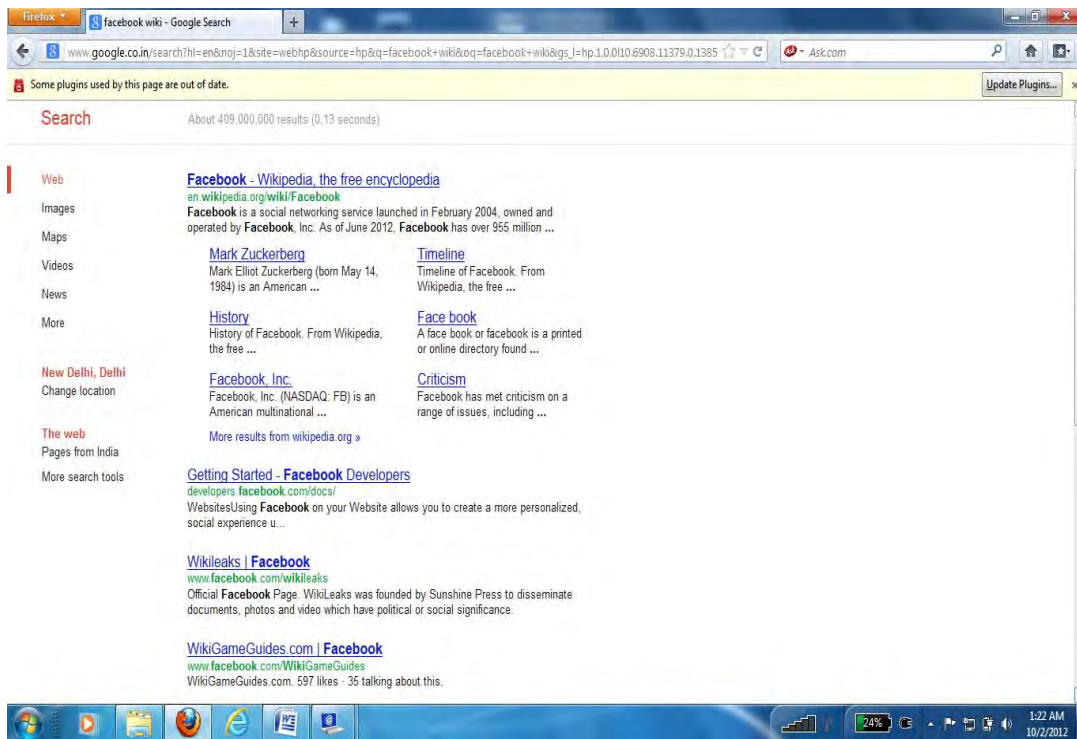 Firefox
facebook wiki - Google Search
www.google.co.in/search?hl=en&noj=1&site=webhp&source=hp&q=facebook+wiki&oq=facebook+wiki&gs_l=hp.1.0.0l10.6908.11379.0.1385
Ask.com
Some plugins used by this page are out of date.
Update Plugins...
Search
About 409,000,000 results (0.13 seconds)
Web
Images
Maps
Videos
News
More
New Delhi, Delhi
Change location
The web
Pages from India
More search tools
Facebook - Wikipedia, the free encyclopedia
en.wikipedia.org/wiki/Facebook
Facebook is a social networking service launched in February 2004, owned and
operated by Facebook, Inc. As of June 2012, Facebook has over 955 million ...
Mark Zuckerberg
Mark Elliot Zuckerberg (born May 14,
1984) is an American ...
Timeline
Timeline of Facebook. From
Wikipedia, the free ...
History
History of Facebook. From Wikipedia,
the free ...
Face book
A face book or facebook is a printed
or online directory found ...
Facebook, Inc.
Facebook, Inc. (NASDAQ: FB) is an
American multinational ...
Criticism
Facebook has met criticism on a
range of issues, including ...
More results from wikipedia.org »
Getting Started - Facebook Developers
developers.facebook.com/docs/
WebsitesUsing Facebook on your Website allows you to create a more personalized,
social experience u...
Wikileaks | Facebook
www.facebook.com/wikileaks
Official Facebook Page. WikiLeaks was founded by Sunshine Press to disseminate
documents, photos and video which have political or social significance.
WikiGameGuides.com | Facebook
www.facebook.com/WikiGameGuides
WikiGameGuides.com. 597 likes · 35 talking about this.
24%
1:22 AM
10/2/2012